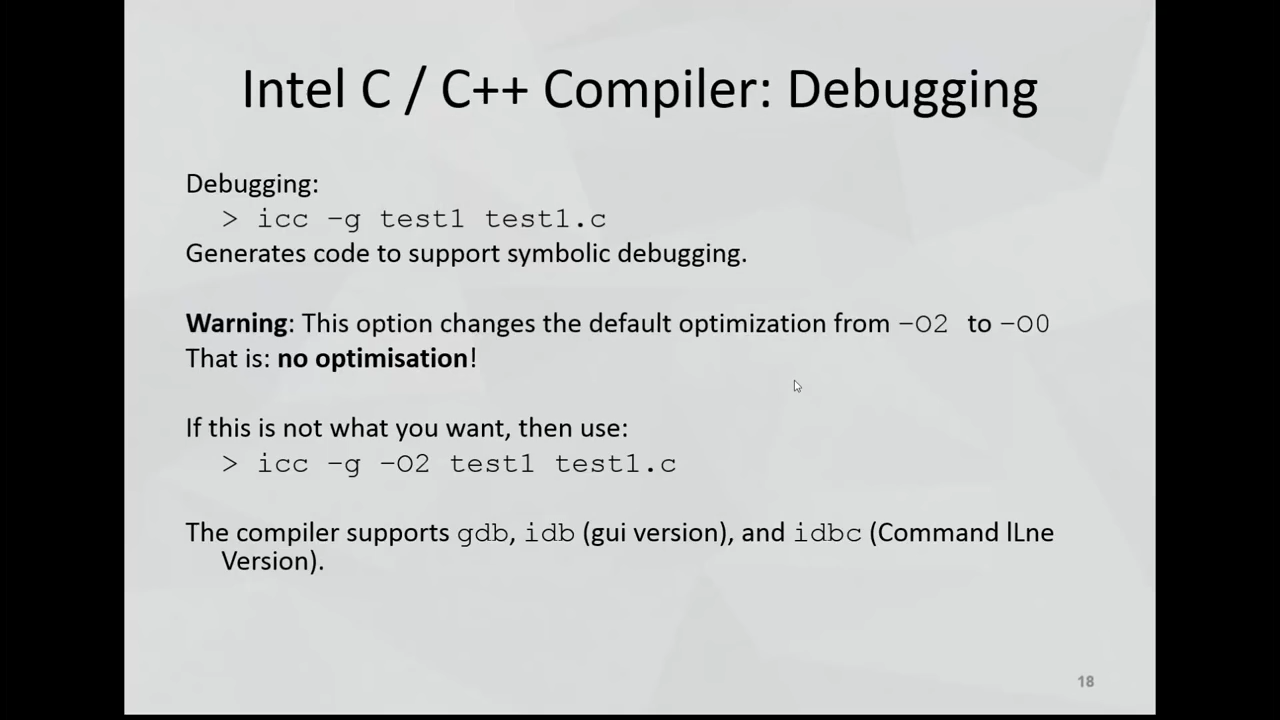 Intel C / C++ Compiler: Debugging
Debugging:
> icc -g test1 test1.c
Generates code to support symbolic debugging.
Warning: This option changes the default optimization from -O2 to -O0
That is: no optimisation!
If this is not what you want, then use:
> icc -g -O2 test1 test1.c
The compiler supports gdb, idb (gui version), and idbc (Command lLne
Version).
18